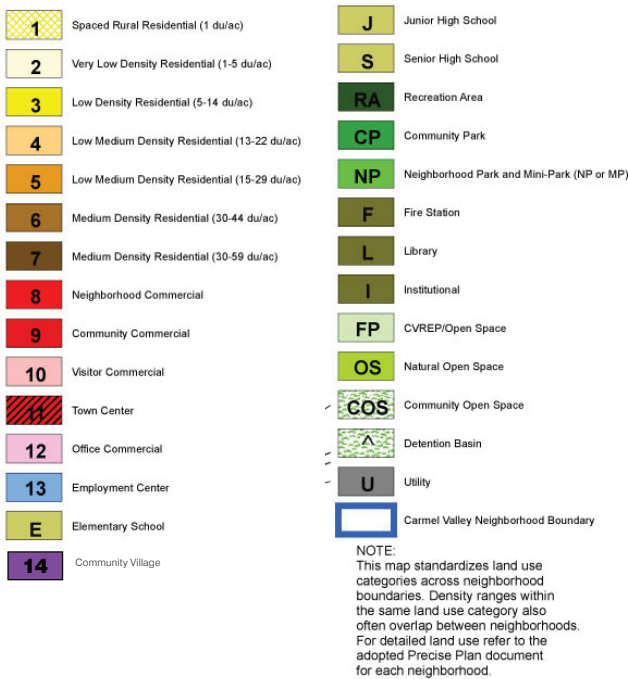 1 Spaced Rural Residential (1 du/ac)
2 Very Low Density Residential (1-5 du/ac)
3 Low Density Residential (5-14 du/ac)
4 Low Medium Density Residential (13-22 du/ac)
5 Low Medium Density Residential (15-29 du/ac)
6 Medium Density Residential (30-44 du/ac)
7 Medium Density Residential (30-59 du/ac)
8 Neighborhood Commercial
9 Community Commercial
10 Visitor Commercial
11 Town Center
12 Office Commercial
13 Employment Center
E Elementary School
14 Community Village
J Junior High School
S Senior High School
RA Recreation Area
CP Community Park
NP Neighborhood Park and Mini-Park (NP or MP)
F Fire Station
L Library
I Institutional
FP CVREP/Open Space
OS Natural Open Space
COS Community Open Space
^ Detention Basin
U Utility
Carmel Valley Neighborhood Boundary
NOTE:
This map standardizes land use
categories across neighborhood
boundaries. Density ranges within
the same land use category also
often overlap between neighborhoods.
For detailed land use refer to the
adopted Precise Plan document
for each neighborhood.